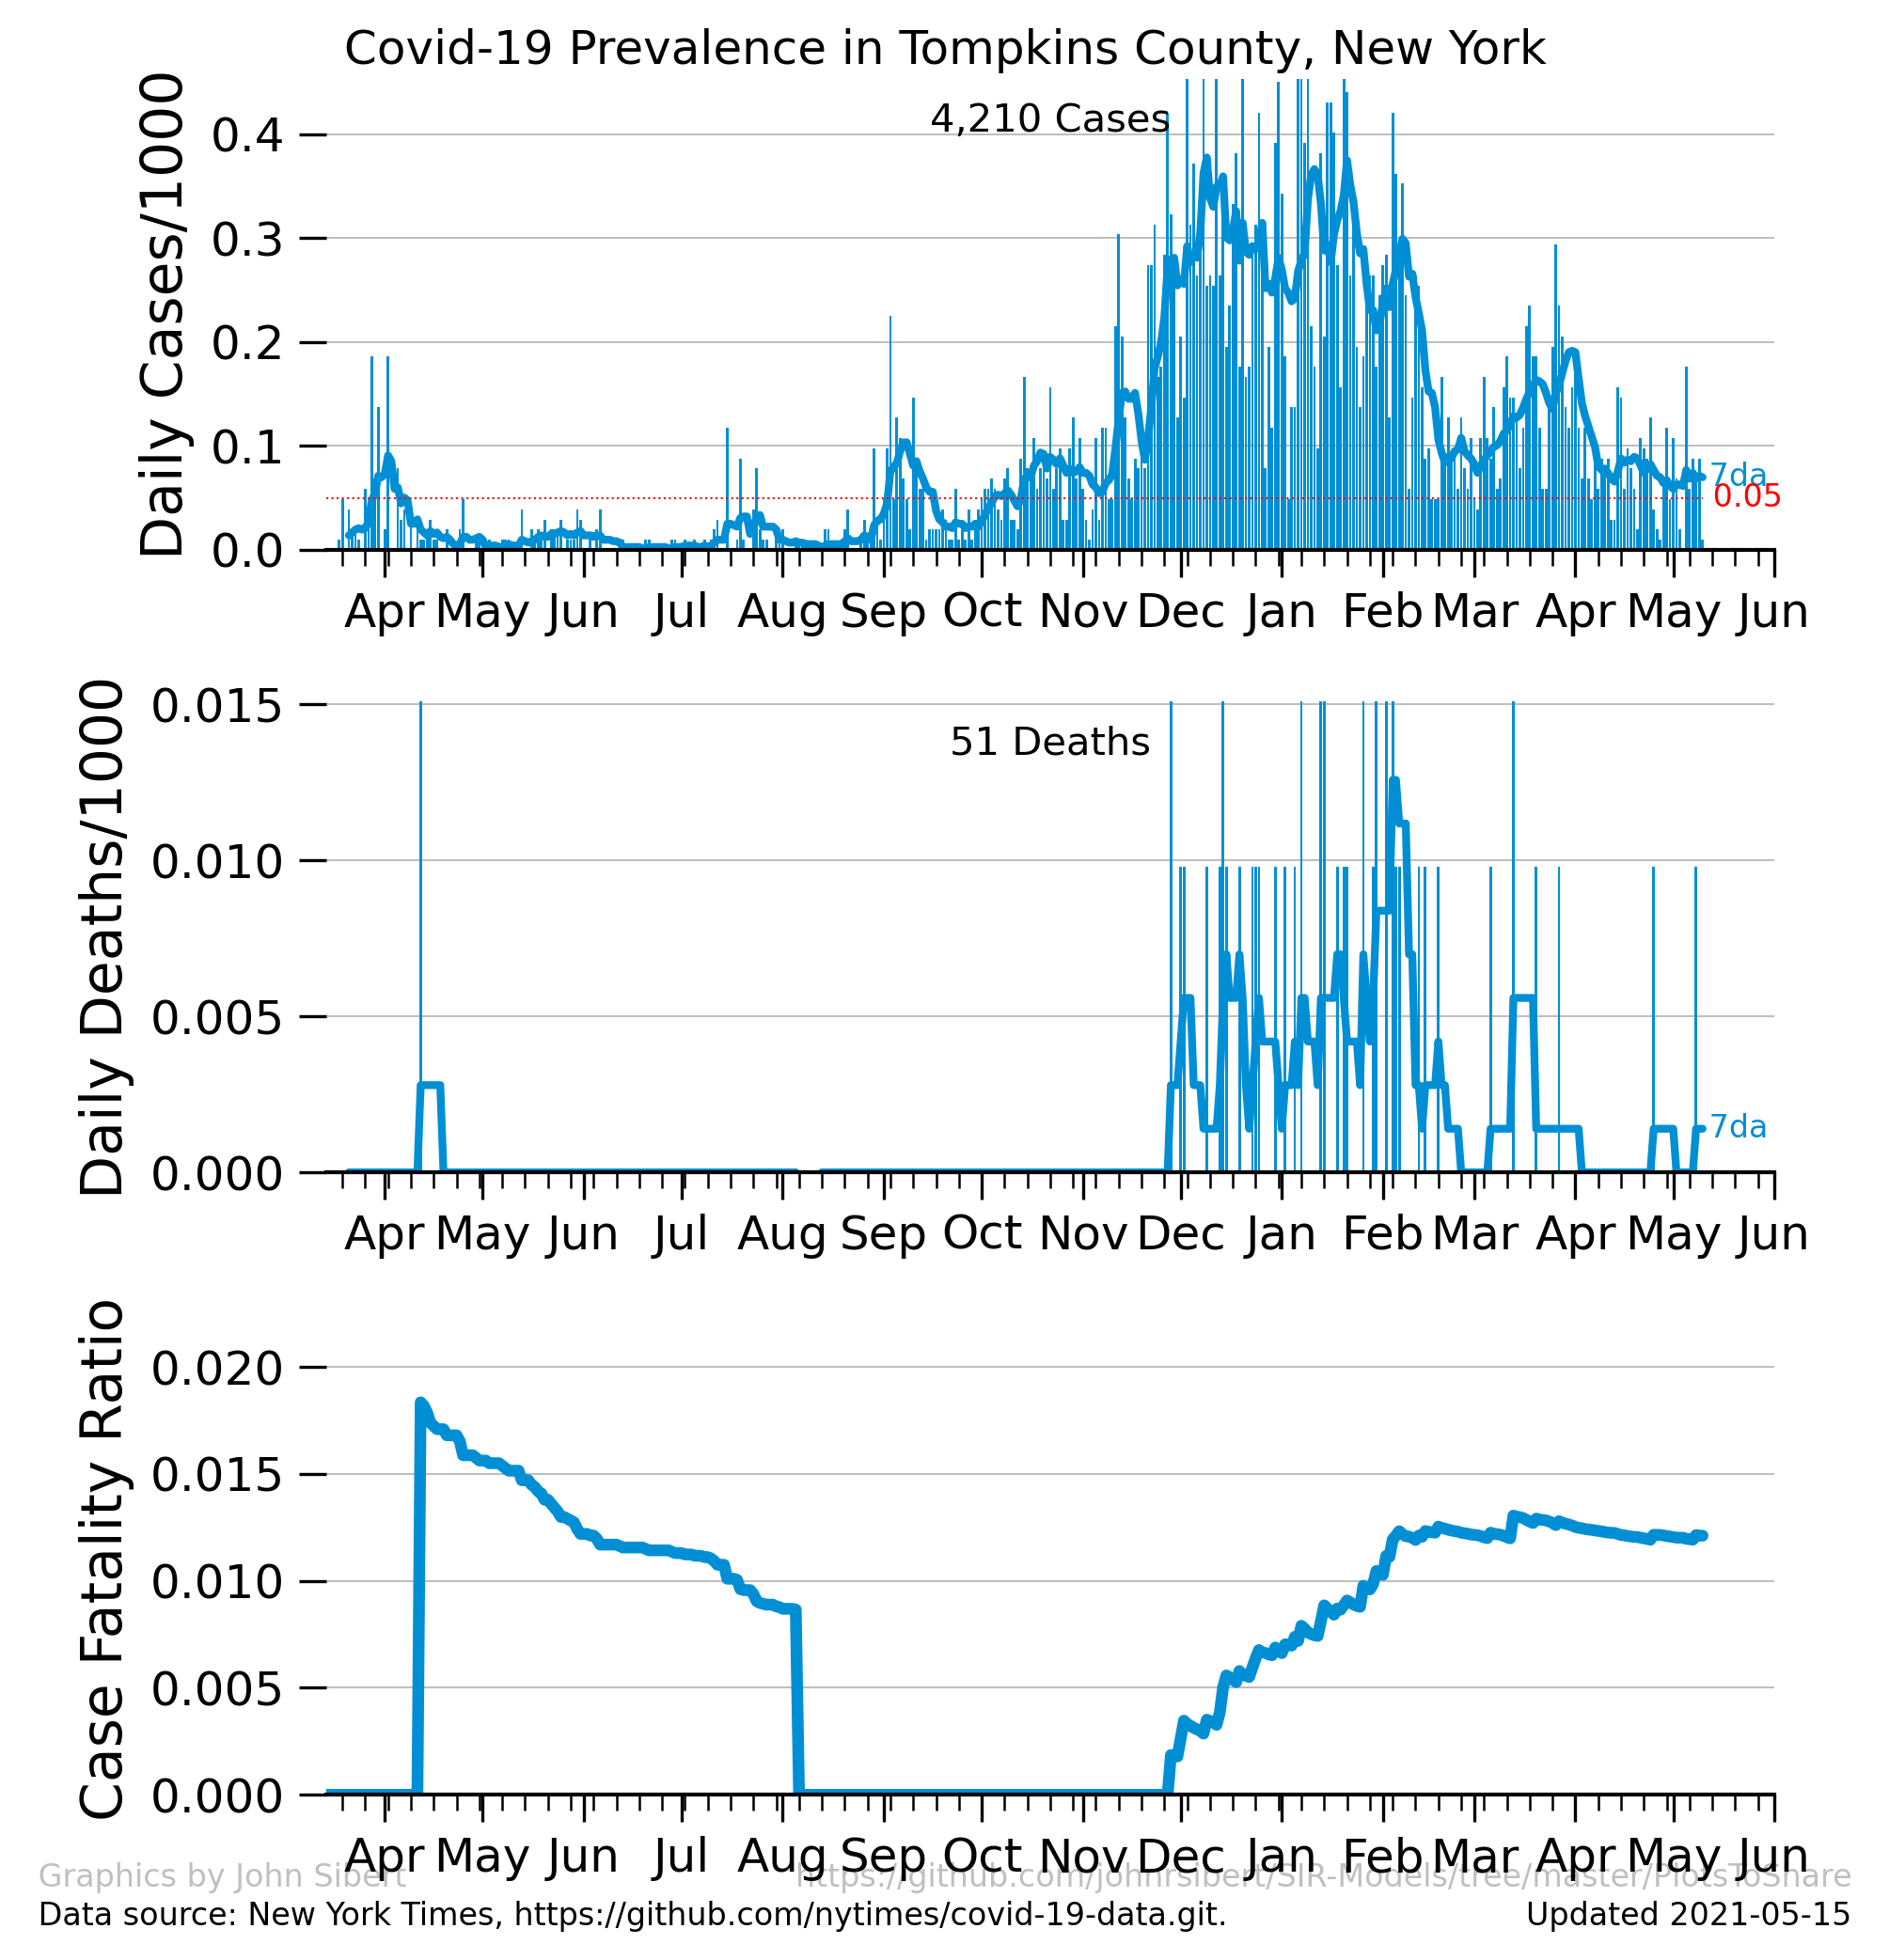 Covid-19 Prevalence in Tompkins County, New York
Daily Cases/1000
4,210 Cases
0.4
0.3
0.2
0.1
0.0
7da
0.05
Apr May Jun Jul Aug Sep Oct Nov Dec Jan Feb Mar Apr May Jun
Daily Deaths/1000
51 Deaths
0.015
0.010
0.005
0.000
7da
Apr May Jun Jul Aug Sep Oct Nov Dec Jan Feb Mar Apr May Jun
Case Fatality Ratio
0.020
0.015
0.010
0.005
0.000
Apr May Jun Jul Aug Sep Oct Nov Dec Jan Feb Mar Apr May Jun
Graphics by John Sibert https://github.com/johnrsibert/SIR-Models/tree/master/PlotsToShare
Data source: New York Times, https://github.com/nytimes/covid-19-data.git. Updated 2021-05-15